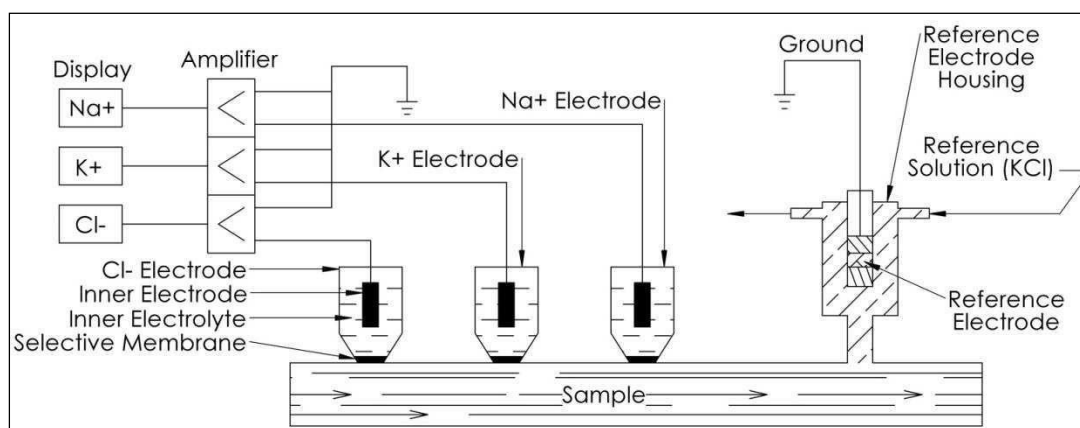 Display
Amplifier
Na+
K+
Cl-
Ground
Reference
Electrode
Housing
Na+ Electrode
K+ Electrode
Reference
Solution (KCl)
Cl- Electrode
Inner Electrode
Inner Electrolyte
Selective Membrane
Reference
Electrode
Sample